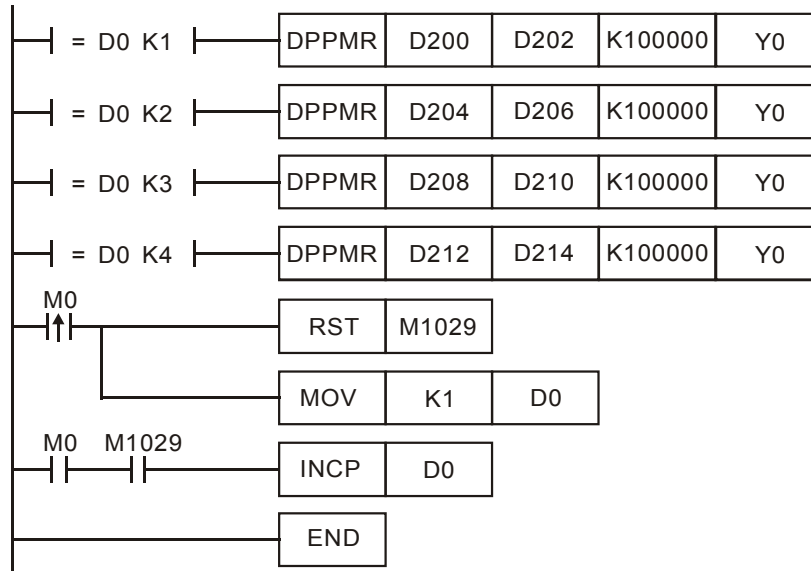 = D0 K1 DPPMR D200 D202 K100000 Y0
= D0 K2 DPPMR D204 D206 K100000 Y0
= D0 K3 DPPMR D208 D210 K100000 Y0
= D0 K4 DPPMR D212 D214 K100000 Y0
M0
RST M1029
MOV K1 D0
M0 M1029
INCP D0
END